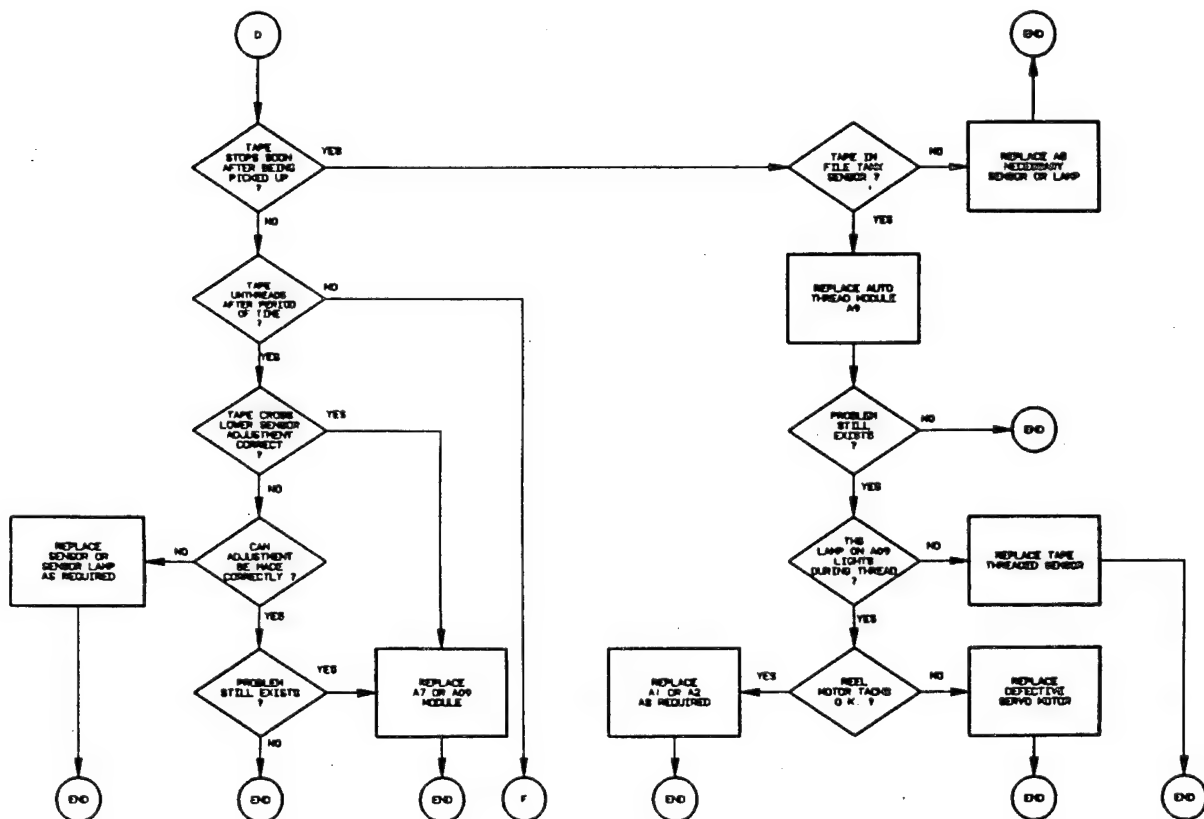 D
END
TAPE
STOPS SOON
AFTER BEING
PICKED UP
?
YES
TAPE IN
FILE TANK
SENSOR ?
NO
REPLACE AS
NECESSARY
SENSOR OR LAMP
NO
YES
TAPE
UNTHREADS
AFTER PERIOD
OF TIME
?
NO
REPLACE AUTO
THREAD MODULE
A9
YES
TAPE CROSS
LOWER SENSOR
ADJUSTMENT
CORRECT
?
YES
PROBLEM
STILL
EXISTS
?
NO
END
NO
YES
REPLACE
SENSOR OR
SENSOR LAMP
AS REQUIRED
NO
CAN
ADJUSTMENT
BE MADE
CORRECTLY ?
LAMP ON A09
LIGHTS
DURING THREAD
?
NO
REPLACE TAPE
THREADED SENSOR
YES
YES
PROBLEM
STILL EXISTS
?
YES
REPLACE
A7 OR A09
MODULE
REPLACE
A1 OR A2
AS REQUIRED
YES
REEL
MOTOR TACHS
O.K. ?
NO
REPLACE
DEFECTIVE
SERVO MOTOR
NO
END
END
END
F
END
END
END